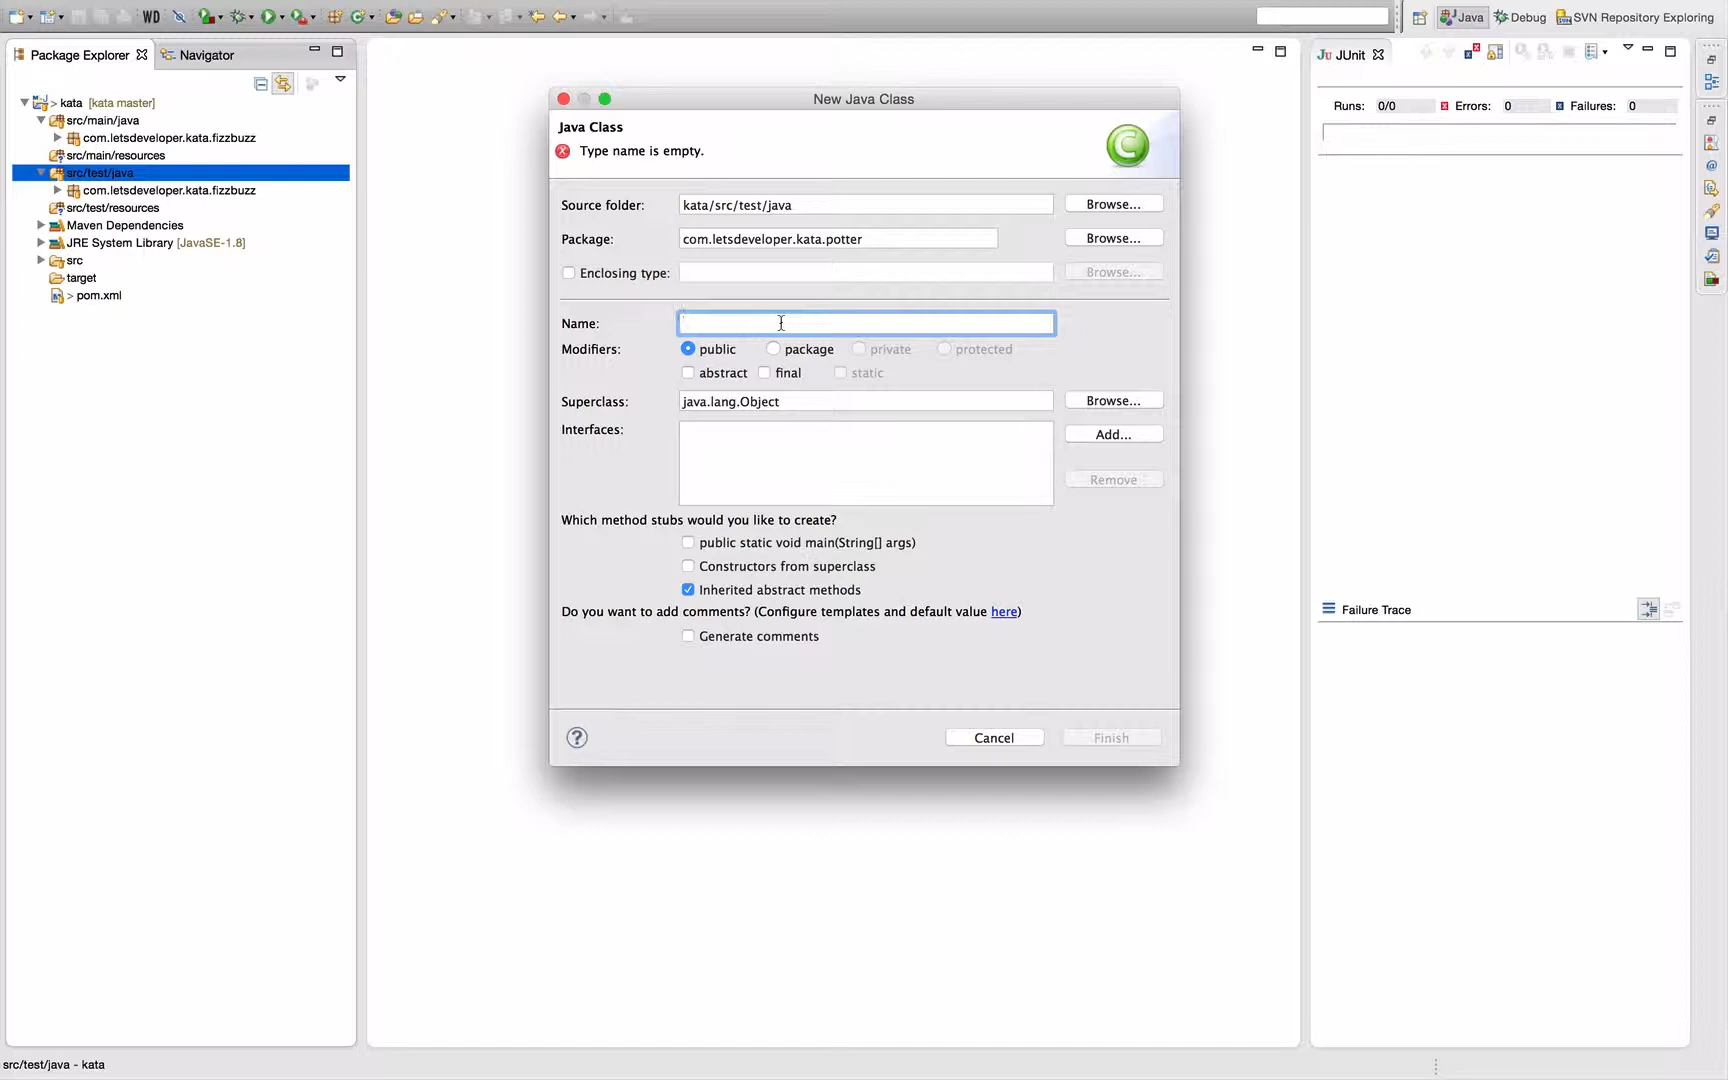 WD
Java
Debug
SVN Repository Exploring
Package Explorer
Navigator
> kata [kata master]
src/main/java
com.letsdeveloper.kata.fizzbuzz
src/main/resources
src/test/java
com.letsdeveloper.kata.fizzbuzz
src/test/resources
Maven Dependencies
JRE System Library [JavaSE-1.8]
src
target
> pom.xml
New Java Class
Java Class
Type name is empty.
C
Source folder: kata/src/test/java Browse...
Package: com.letsdeveloper.kata.potter Browse...
Enclosing type: Browse...
Name:
Modifiers: public package private protected
abstract final static
Superclass: java.lang.Object Browse...
Interfaces: Add...
Remove
Which method stubs would you like to create?
public static void main(String[] args)
Constructors from superclass
Inherited abstract methods
Do you want to add comments? (Configure templates and default value here)
Generate comments
? Cancel Finish
Ju JUnit
Runs: 0/0 Errors: 0 Failures: 0
Failure Trace
@
src/test/java - kata